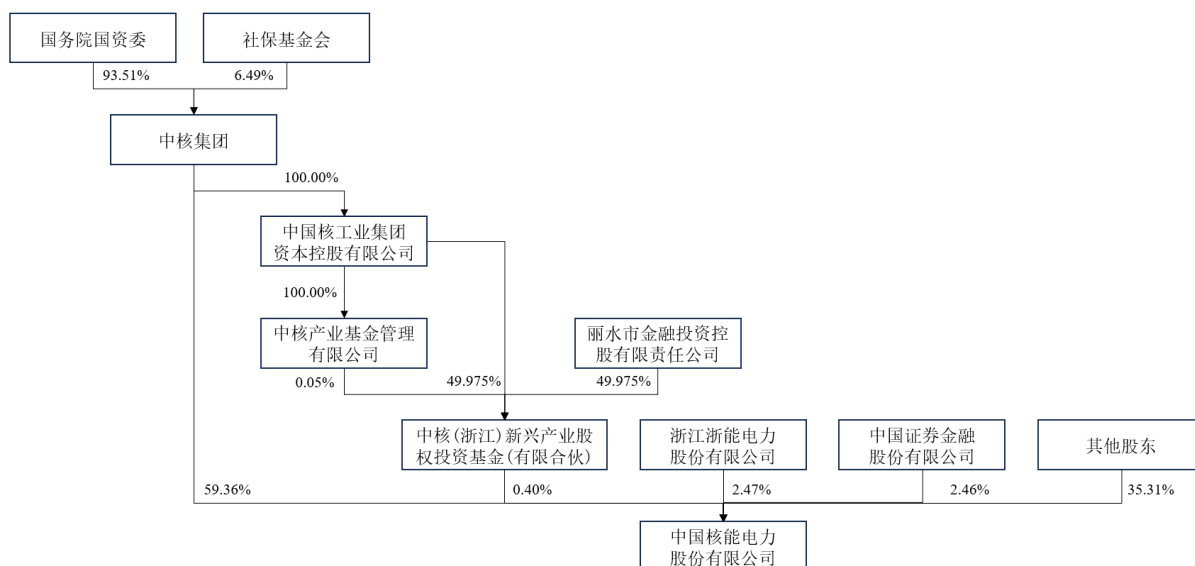 国务院国资委
社保基金会
93.51%
6.49%
中核集团
100.00%
中国核工业集团
资本控股有限公司
100.00%
中核产业基金管理
有限公司
丽水市金融投资控
股有限责任公司
0.05%
49.975%
49.975%
中核(浙江)新兴产业股
权投资基金(有限合伙)
浙江浙能电力
股份有限公司
中国证券金融
股份有限公司
其他股东
59.36%
0.40%
2.47%
2.46%
35.31%
中国核能电力
股份有限公司